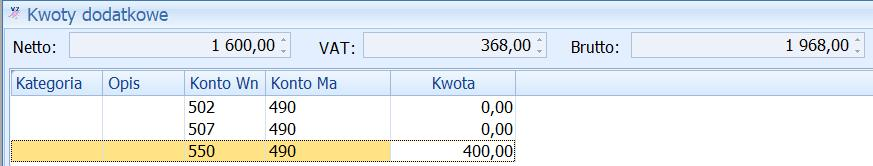 Kwoty dodatkowe
Netto: 1 600,00 VAT: 368,00 Brutto: 1 968,00
Kategoria Opis Konto Wn Konto Ma Kwota
502 490 0,00
507 490 0,00
550 490 400,00